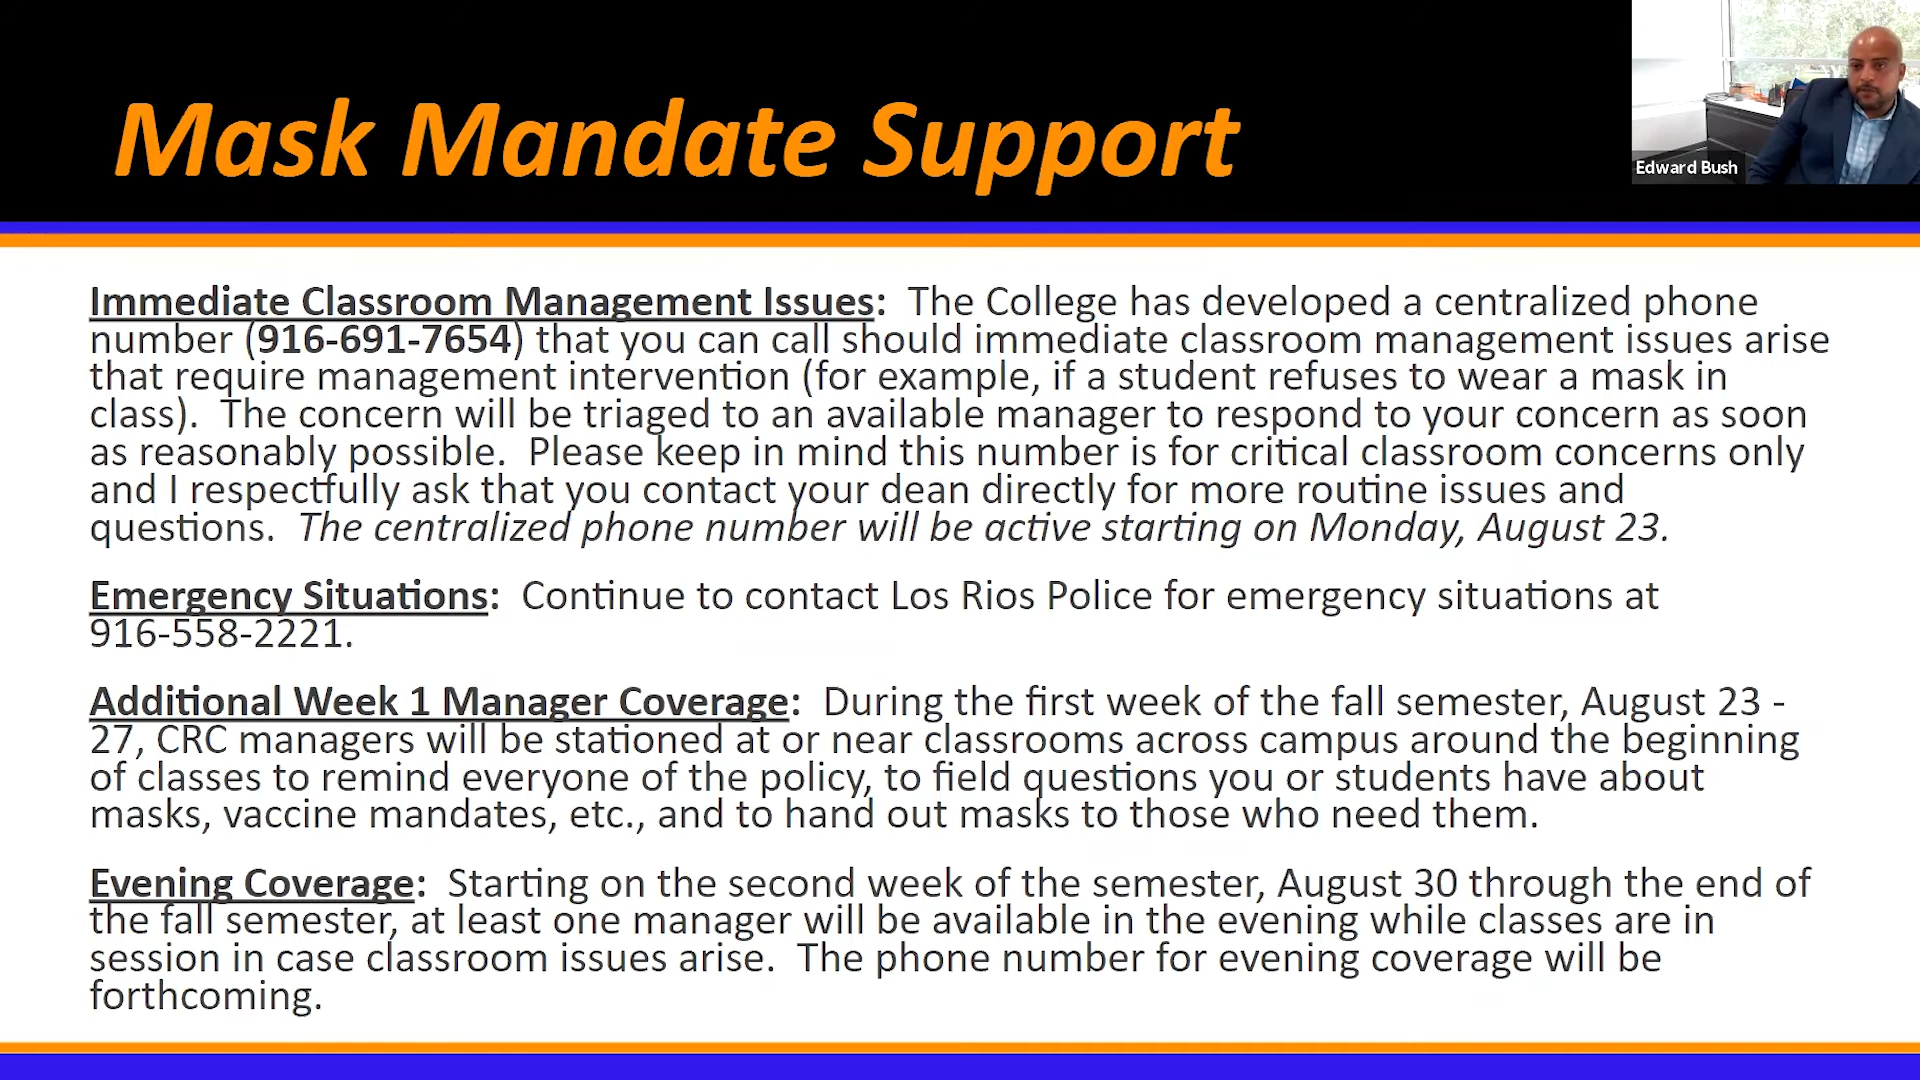 Mask Mandate Support
Edward Bush
Immediate Classroom Management Issues:  The College has developed a centralized phone
number (916-691-7654) that you can call should immediate classroom management issues arise
that require management intervention (for example, if a student refuses to wear a mask in
class).  The concern will be triaged to an available manager to respond to your concern as soon
as reasonably possible.  Please keep in mind this number is for critical classroom concerns only
and I respectfully ask that you contact your dean directly for more routine issues and
questions.  The centralized phone number will be active starting on Monday, August 23.
Emergency Situations:  Continue to contact Los Rios Police for emergency situations at
916-558-2221.
Additional Week 1 Manager Coverage:  During the first week of the fall semester, August 23 -
27, CRC managers will be stationed at or near classrooms across campus around the beginning
of classes to remind everyone of the policy, to field questions you or students have about
masks, vaccine mandates, etc., and to hand out masks to those who need them.
Evening Coverage:  Starting on the second week of the semester, August 30 through the end of
the fall semester, at least one manager will be available in the evening while classes are in
session in case classroom issues arise.  The phone number for evening coverage will be
forthcoming.